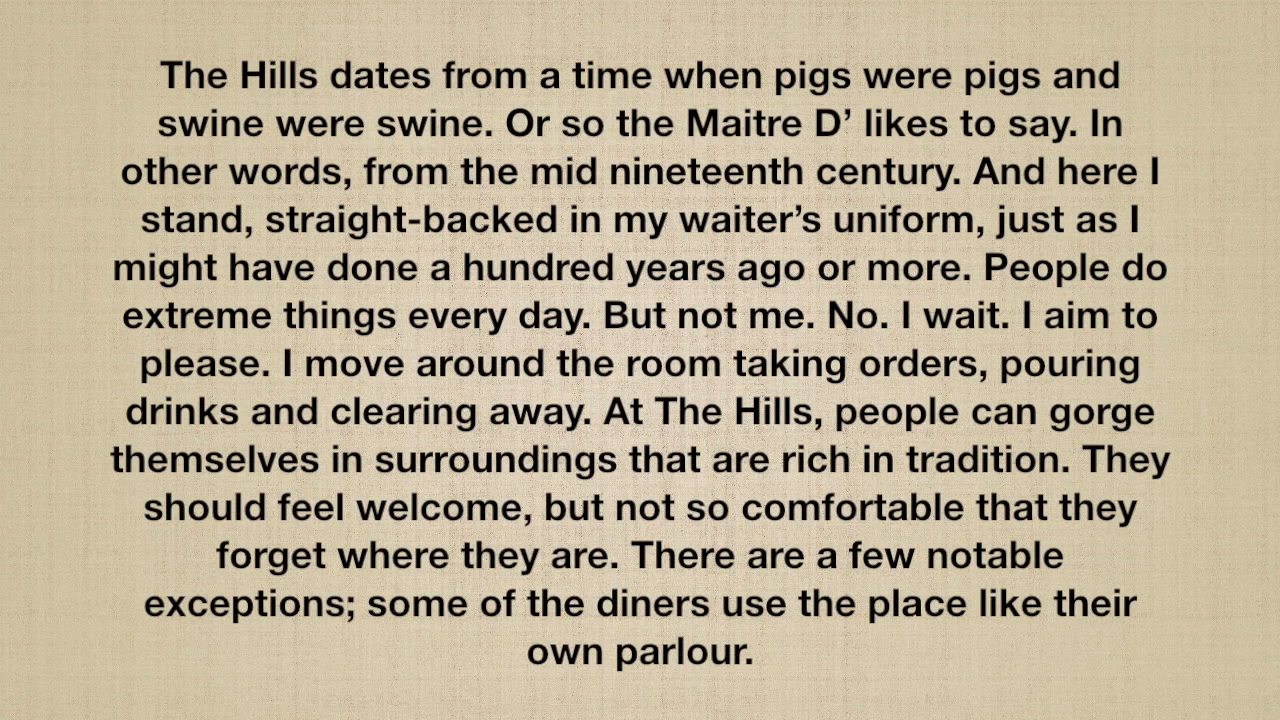 The Hills dates from a time when pigs were pigs and
swine were swine. Or so the Maitre D’ likes to say. In
other words, from the mid nineteenth century. And here I
stand, straight-backed in my waiter’s uniform, just as I
might have done a hundred years ago or more. People do
extreme things every day. But not me. No. I wait. I aim to
please. I move around the room taking orders, pouring
drinks and clearing away. At The Hills, people can gorge
themselves in surroundings that are rich in tradition. They
should feel welcome, but not so comfortable that they
forget where they are. There are a few notable
exceptions; some of the diners use the place like their
own parlour.